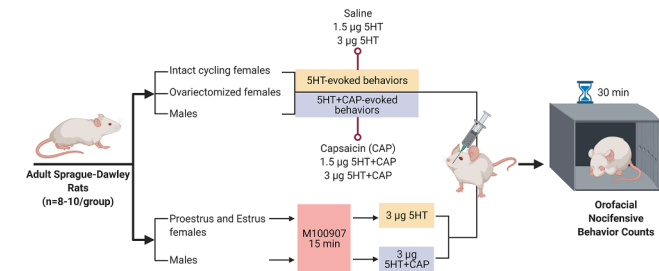 Saline
1.5 µg 5HT
3 µg 5HT
Intact cycling females
Ovariectomized females
Males
5HT-evoked behaviors
5HT+CAP-evoked
behaviors
Capsaicin (CAP)
1.5 µg 5HT+CAP
3 µg 5HT+CAP
30 min
Adult Sprague-Dawley
Rats
(n=8-10/group)
Proestrus and Estrus
females
Males
M100907
15 min
3 µg 5HT
3 µg
5HT+CAP
Orofacial
Nocifensive
Behavior Counts